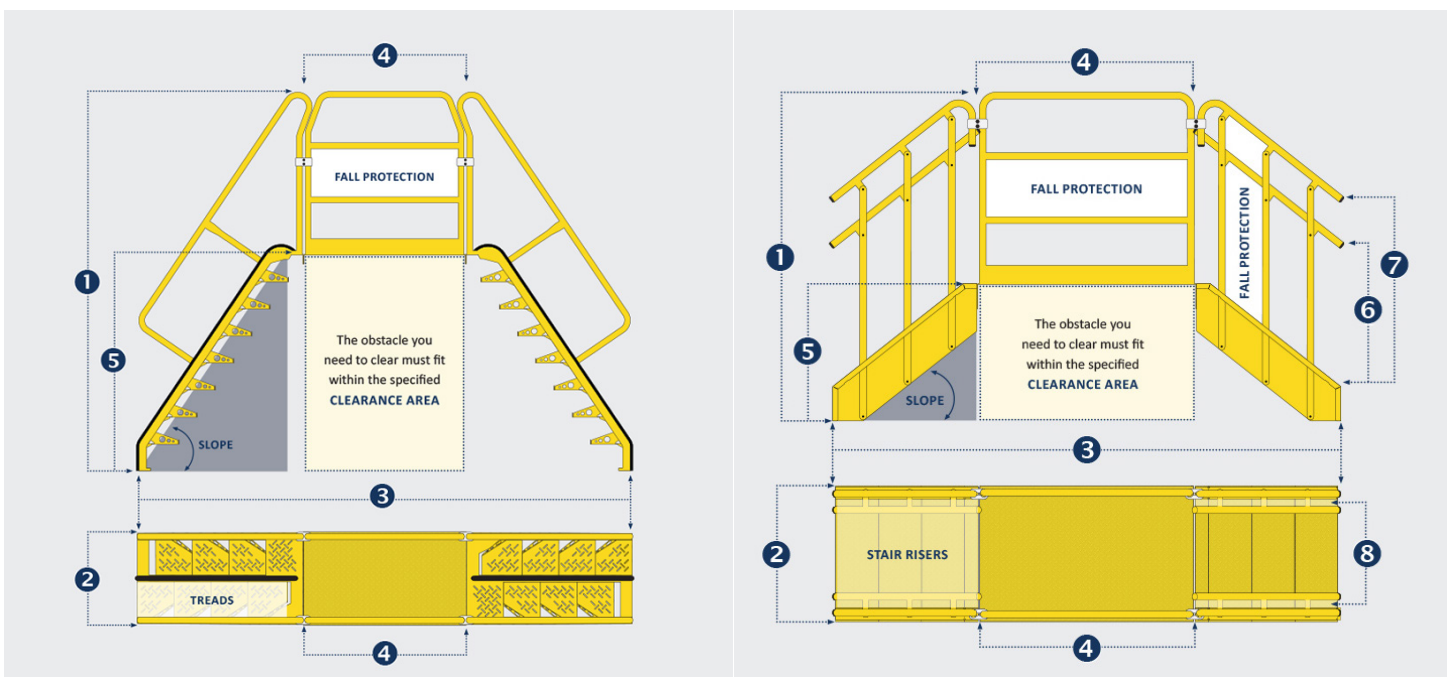 4
FALL PROTECTION
1
5
The obstacle you
need to clear must fit
within the specified
CLEARANCE AREA
SLOPE
3
2
TREADS
4
4
FALL PROTECTION
FALL PROTECTION
1
7
6
5
The obstacle you
need to clear must fit
within the specified
CLEARANCE AREA
SLOPE
3
2
STAIR RISERS
8
4